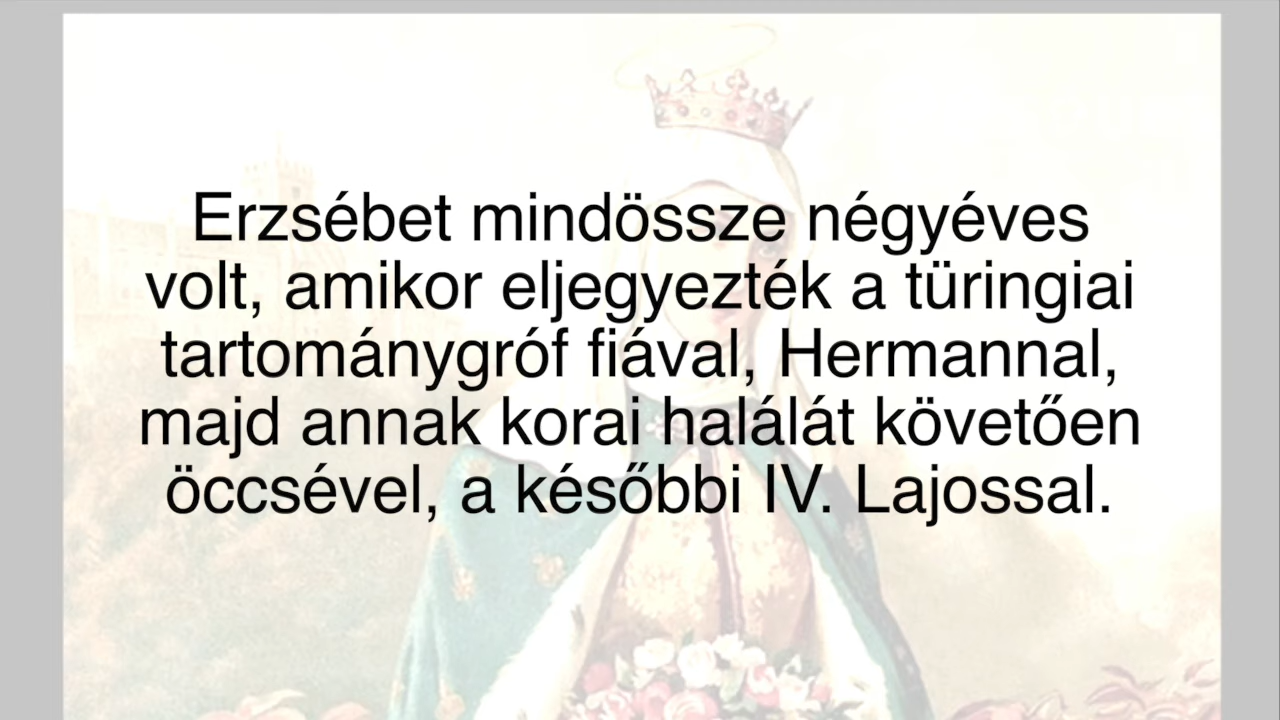 Erzsébet mindössze négyéves
volt, amikor eljegyezték a türingiai
tartománygróf fiával, Hermannal,
majd annak korai halálát követően
öccsével, a későbbi IV. Lajossal.